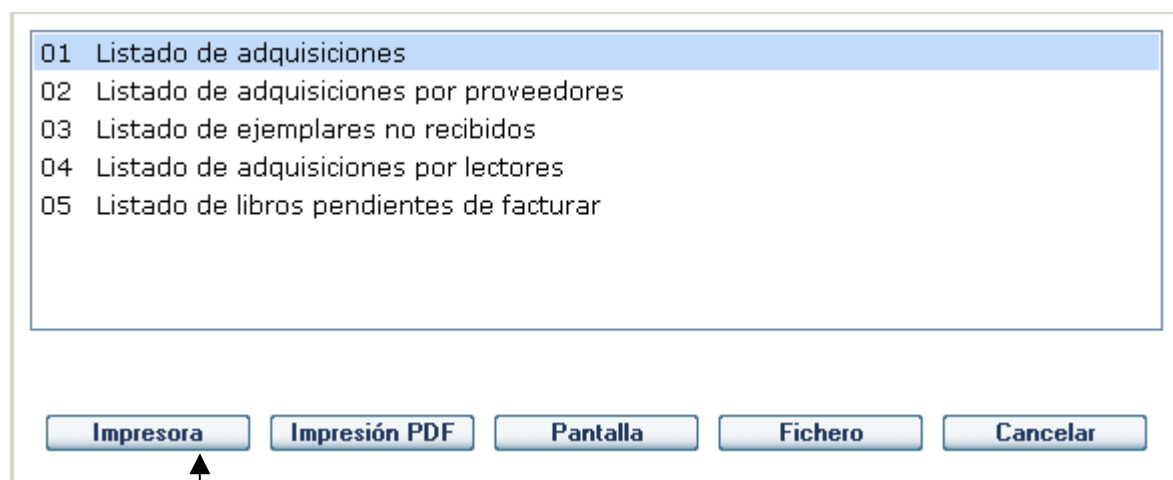 01 Listado de adquisiciones
02 Listado de adquisiciones por proveedores
03 Listado de ejemplares no recibidos
04 Listado de adquisiciones por lectores
05 Listado de libros pendientes de facturar
Impresora Impresión PDF Pantalla Fichero Cancelar